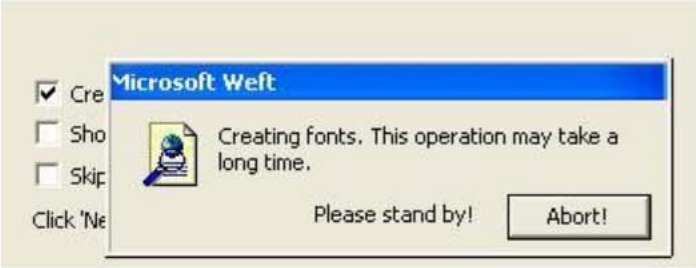 Microsoft Weft
Cre
Creating fonts. This operation may take a
Sho
long time.
Skip
Click 'Ne
Please stand by!
Abort!